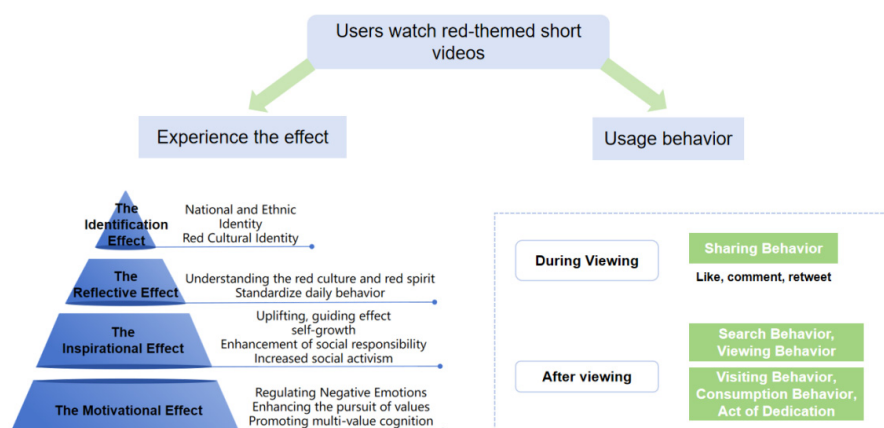 Users watch red-themed short
videos
Experience the effect
Usage behavior
The
Identification
Effect
National and Ethnic
Identity
Red Cultural Identity
The
Reflective Effect
Understanding the red culture and red spirit
Standardize daily behavior
The
Inspirational Effect
Uplifting, guiding effect
self-growth
Enhancement of social responsibility
Increased social activism
The Motivational Effect
Regulating Negative Emotions
Enhancing the pursuit of values
Promoting multi-value cognition
During Viewing
Sharing Behavior
Like, comment, retweet
After viewing
Search Behavior,
Viewing Behavior
Visiting Behavior,
Consumption Behavior,
Act of Dedication